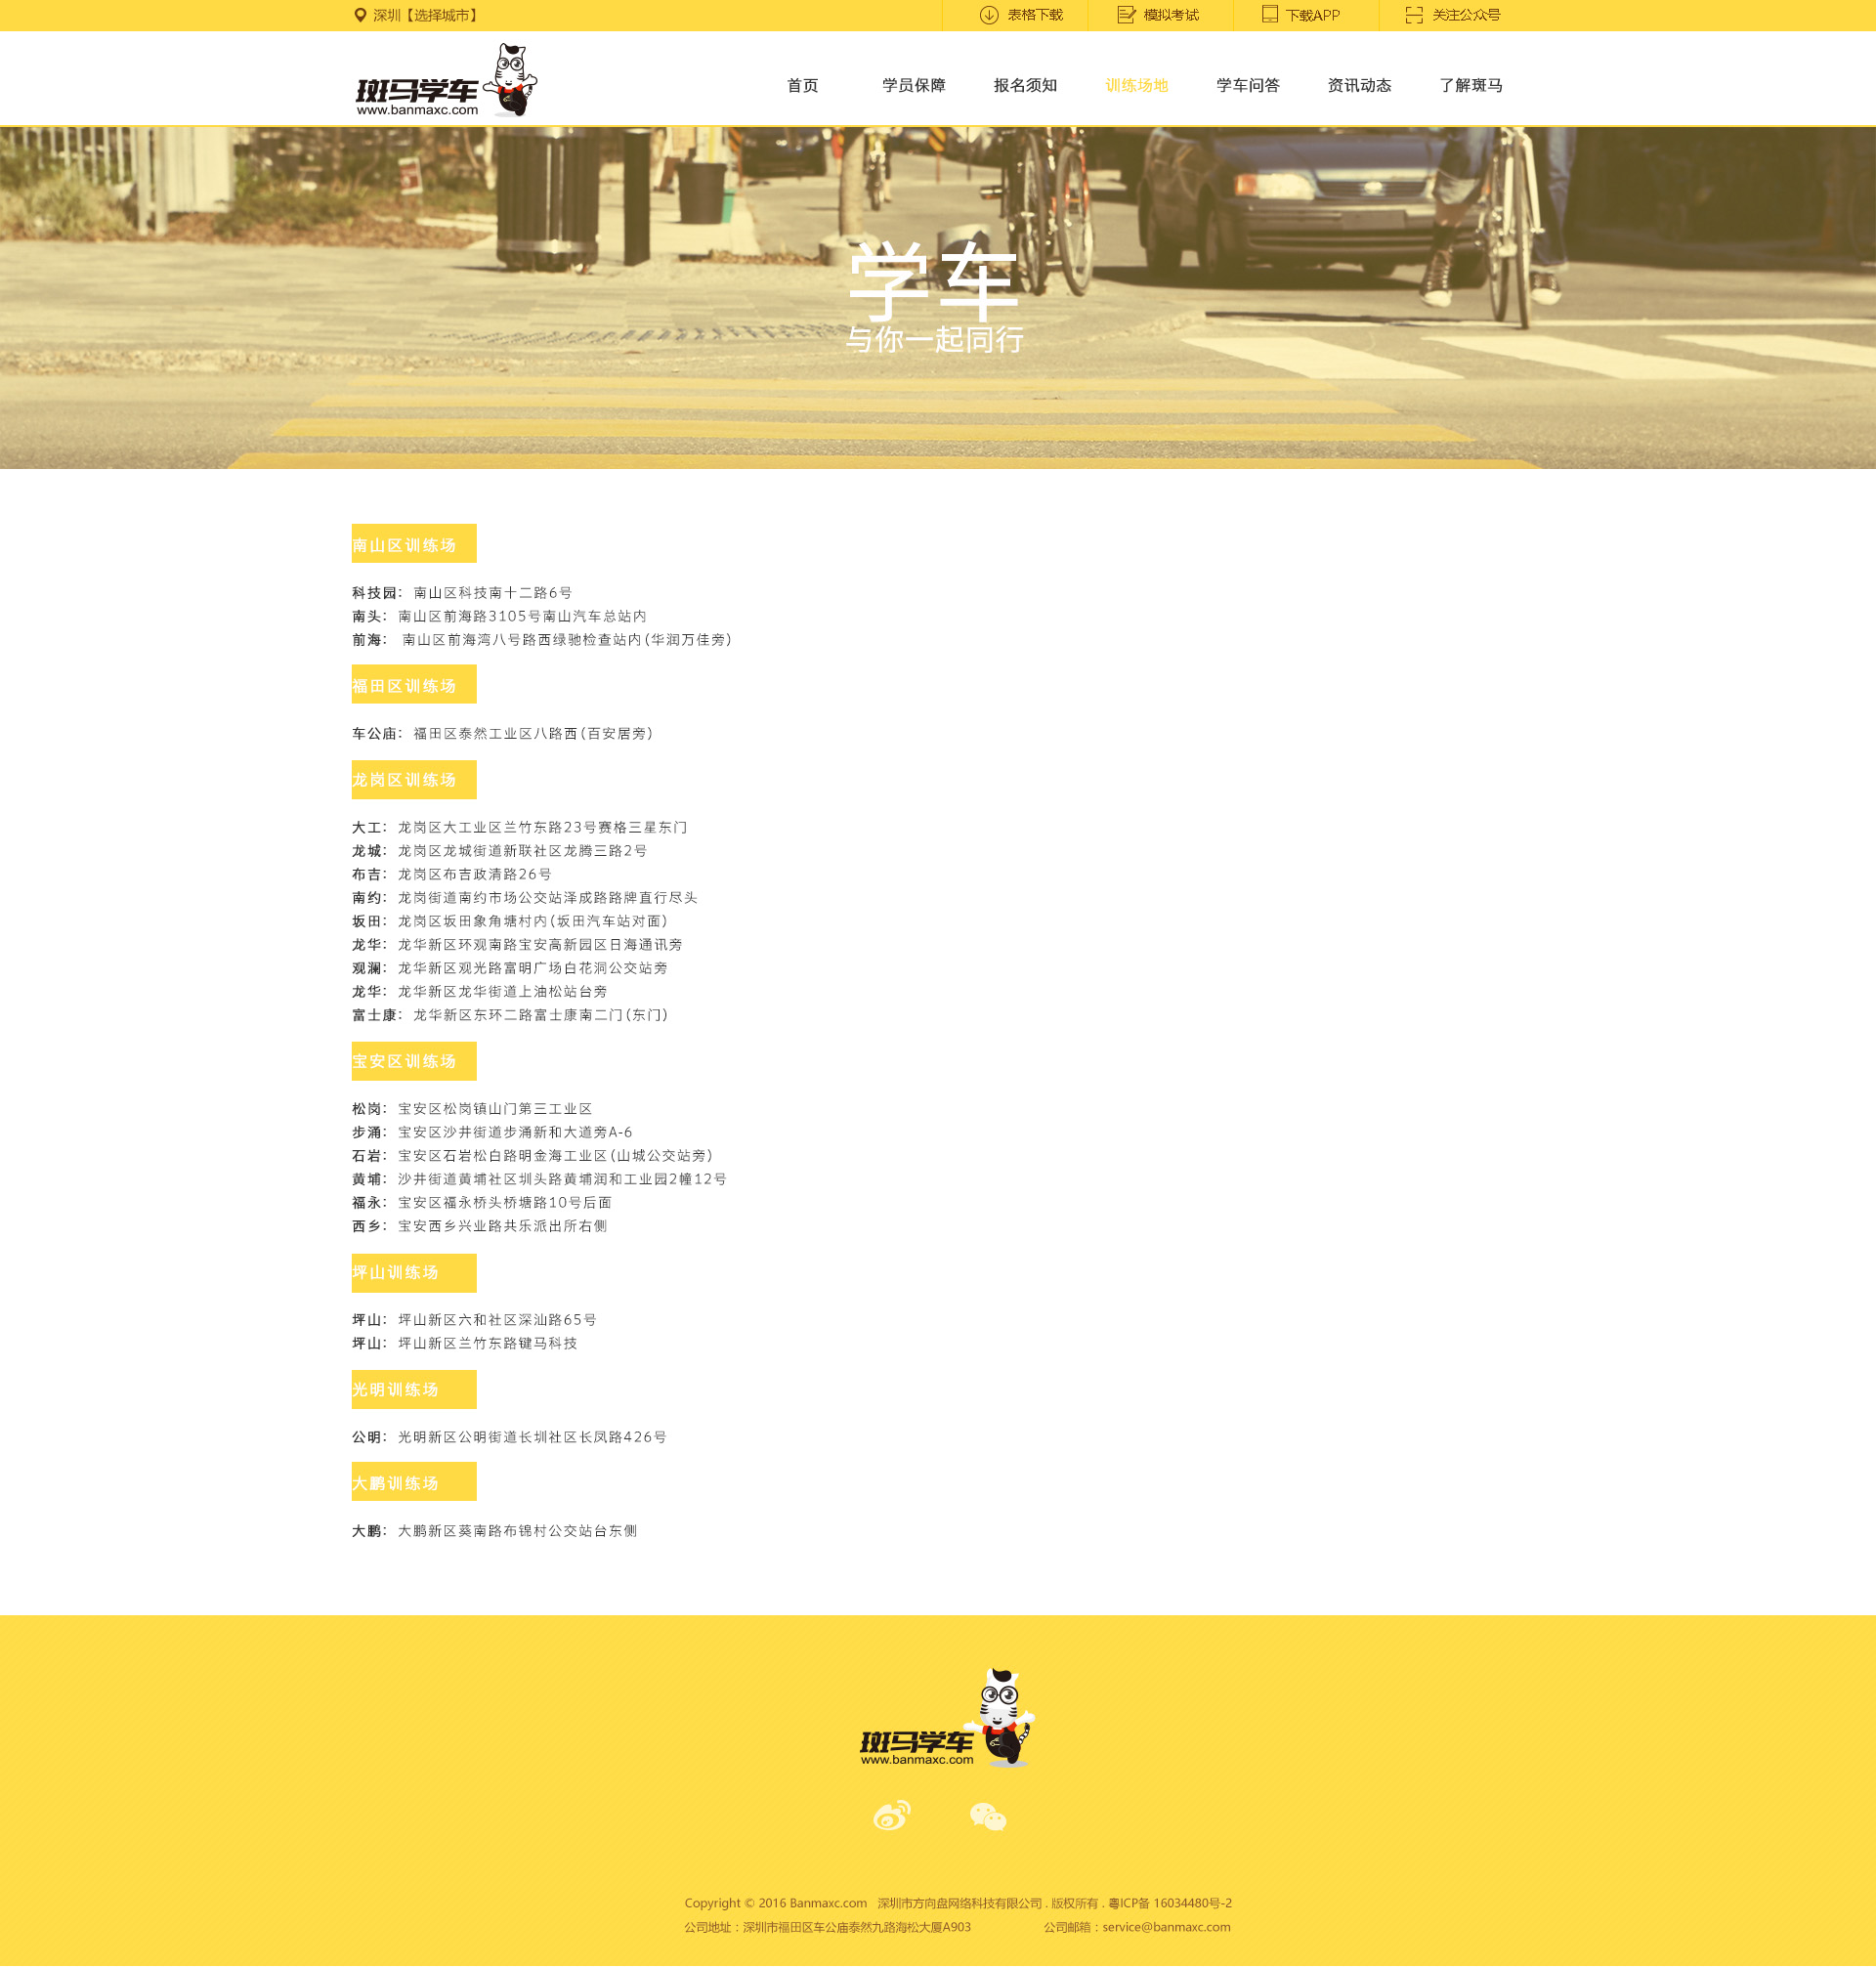 深圳【选择城市】
表格下载
模拟考试
下载APP
关注公众号
斑马学车
www.banmaxc.com
首页
学员保障
报名须知
训练场地
学车问答
资讯动态
了解斑马
学车
与你一起同行
南山区训练场
科技园：南山区科技南十二路6号
南头：南山区前海路3105号南山汽车总站内
前海： 南山区前海湾八号路西绿驰检查站内(华润万佳旁)
福田区训练场
车公庙：福田区泰然工业区八路西(百安居旁)
龙岗区训练场
大工：龙岗区大工业区兰竹东路23号赛格三星东门
龙城：龙岗区龙城街道新联社区龙腾三路2号
布吉：龙岗区布吉政清路26号
南约：龙岗街道南约市场公交站泽成路路牌直行尽头
坂田：龙岗区坂田象角塘村内(坂田汽车站对面)
龙华：龙华新区环观南路宝安高新园区日海通讯旁
观澜：龙华新区观光路富明广场白花洞公交站旁
龙华：龙华新区龙华街道上油松站台旁
富士康：龙华新区东环二路富士康南二门(东门)
宝安区训练场
松岗：宝安区松岗镇山门第三工业区
步涌：宝安区沙井街道步涌新和大道旁A-6
石岩：宝安区石岩松白路明金海工业区(山城公交站旁)
黄埔：沙井街道黄埔社区圳头路黄埔润和工业园2幢12号
福永：宝安区福永桥头桥塘路10号后面
西乡：宝安西乡兴业路共乐派出所右侧
坪山训练场
坪山：坪山新区六和社区深汕路65号
坪山：坪山新区兰竹东路键马科技
光明训练场
公明：光明新区公明街道长圳社区长凤路426号
大鹏训练场
大鹏：大鹏新区葵南路布锦村公交站台东侧
斑马学车
www.banmaxc.com
Copyright © 2016 Banmaxc.com 深圳市方向盘网络科技有限公司 . 版权所有 . 粤ICP备 16034480号-2
公司地址：深圳市福田区车公庙泰然九路海松大厦A903 公司邮箱：service@banmaxc.com